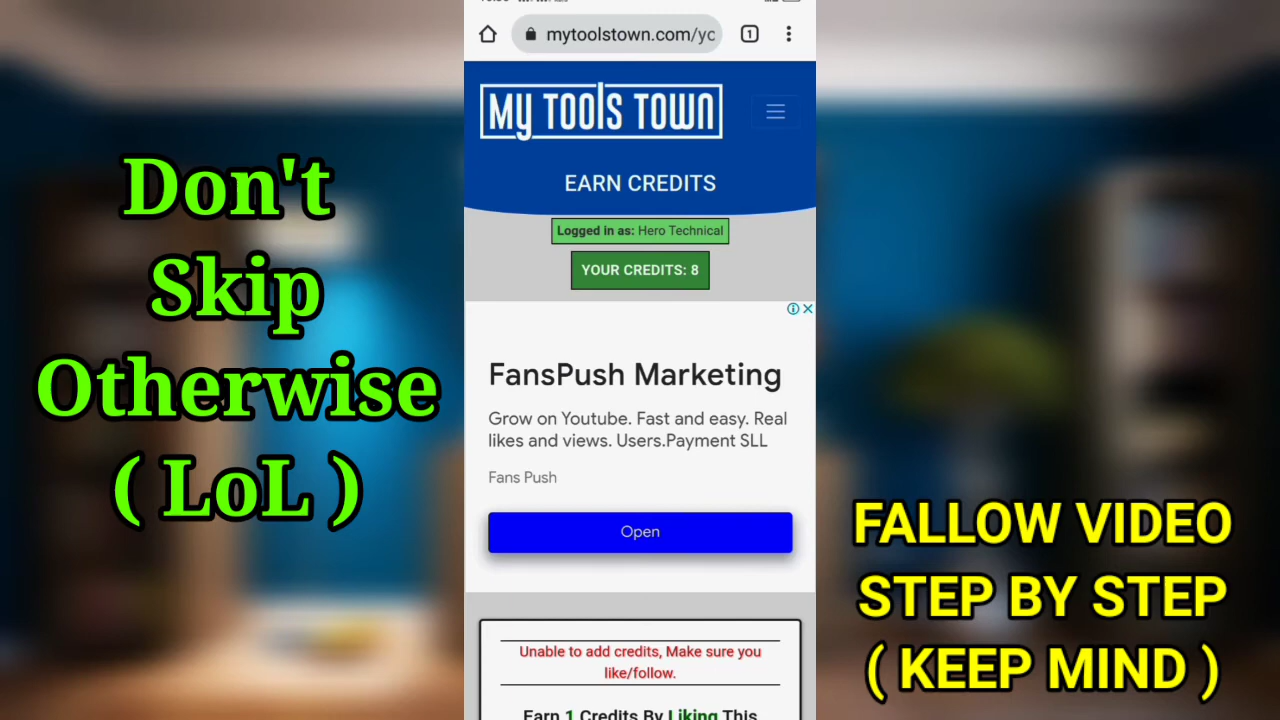 Don't
Skip
Otherwise
( LoL )
mytoolstown.com/yc
1
My TOOLS TOWN
EARN CREDITS
Logged in as: Hero Technical
YOUR CREDITS: 8
FansPush Marketing
Grow on Youtube. Fast and easy. Real
likes and views. Users.Payment SLL
Fans Push
Open
Unable to add credits, Make sure you
like/follow.
Earn 1 Credits By Liking This
FALLOW VIDEO
STEP BY STEP
( KEEP MIND )